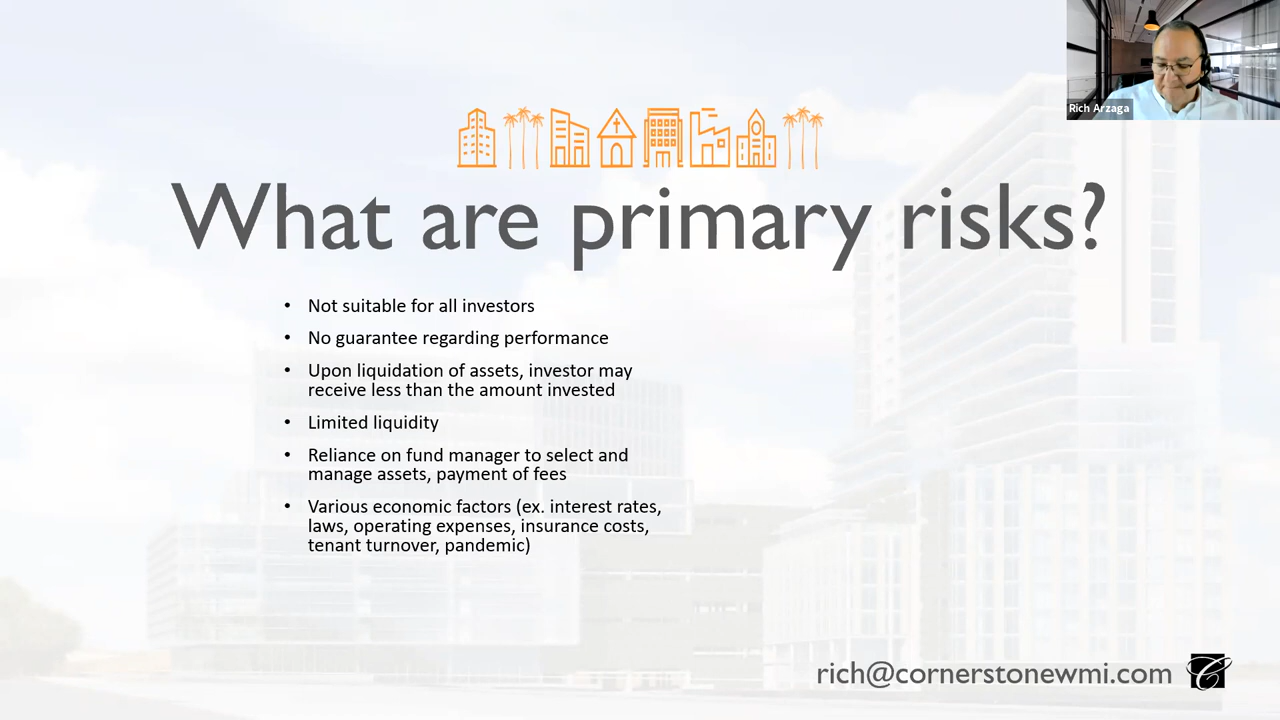 Rich Arzaga
What are primary risks?
• Not suitable for all investors
• No guarantee regarding performance
• Upon liquidation of assets, investor may
receive less than the amount invested
• Limited liquidity
• Reliance on fund manager to select and
manage assets, payment of fees
• Various economic factors (ex. interest rates,
laws, operating expenses, insurance costs,
tenant turnover, pandemic)
rich@cornerstonewmi.com
C